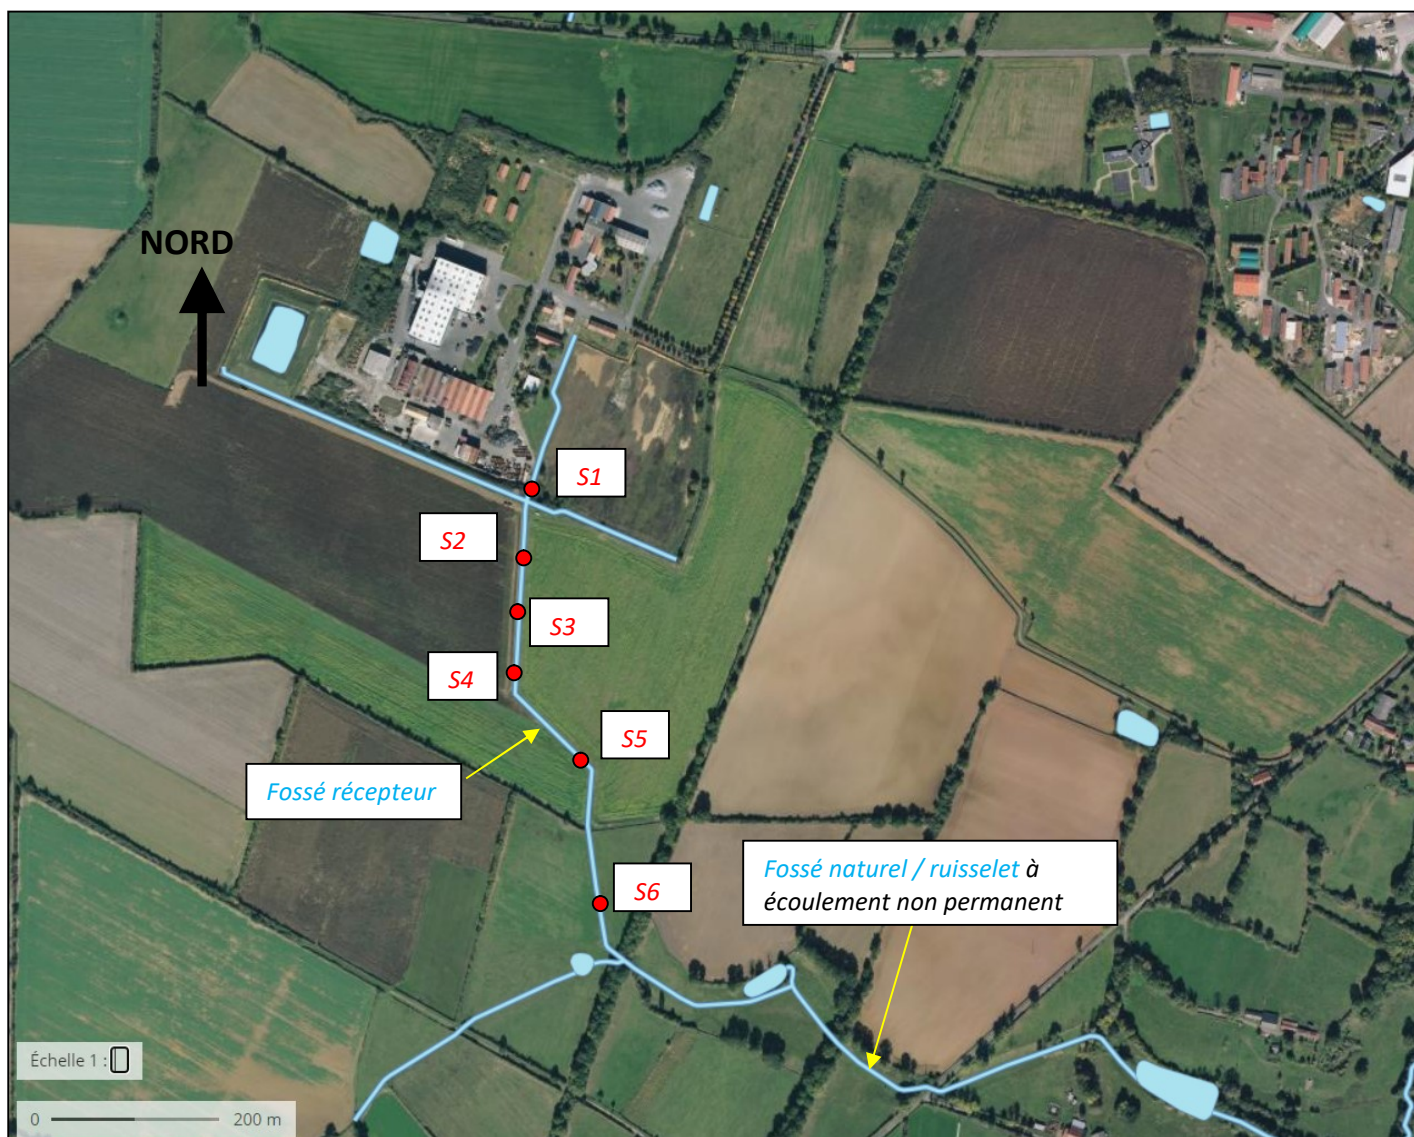 NORD
S1
S2
S3
S4
S5
Fossé récepteur
Fossé naturel / ruisselet à
écoulement non permanent
S6
Échelle 1 :
0 200 m